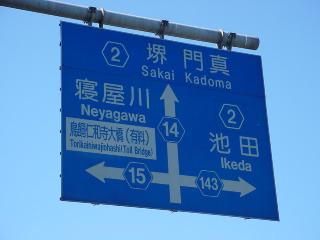 2 堺 門真
Sakai Kadoma
寝屋川
Neyagawa
2
鳥飼仁和寺大橋(有料)
Torikainiwajiohashi(Toll Bridge)
14
池田
Ikeda
15
143